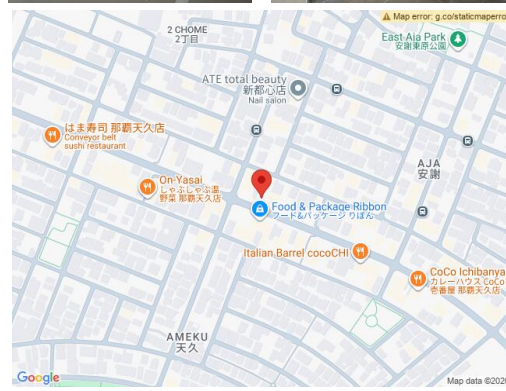 Map error: g.co/staticmaperro
2 CHOME
2丁目
East Aja Park
安謝東原公園
ATE total beauty
新都心店
Nail salon
はま寿司 那覇天久店
Conveyor belt
sushi restaurant
AJA
安謝
On-Yasai
しゃぶしゃぶ温
野菜 那覇天久店
Food & Package Ribbon
フード&パッケージ りぼん
Italian Barrel cocoCHI
CoCo Ichibanya
カレーハウス CoCo
壱番屋 那覇天久店
AMEKU
天久
Google
Map data ©202